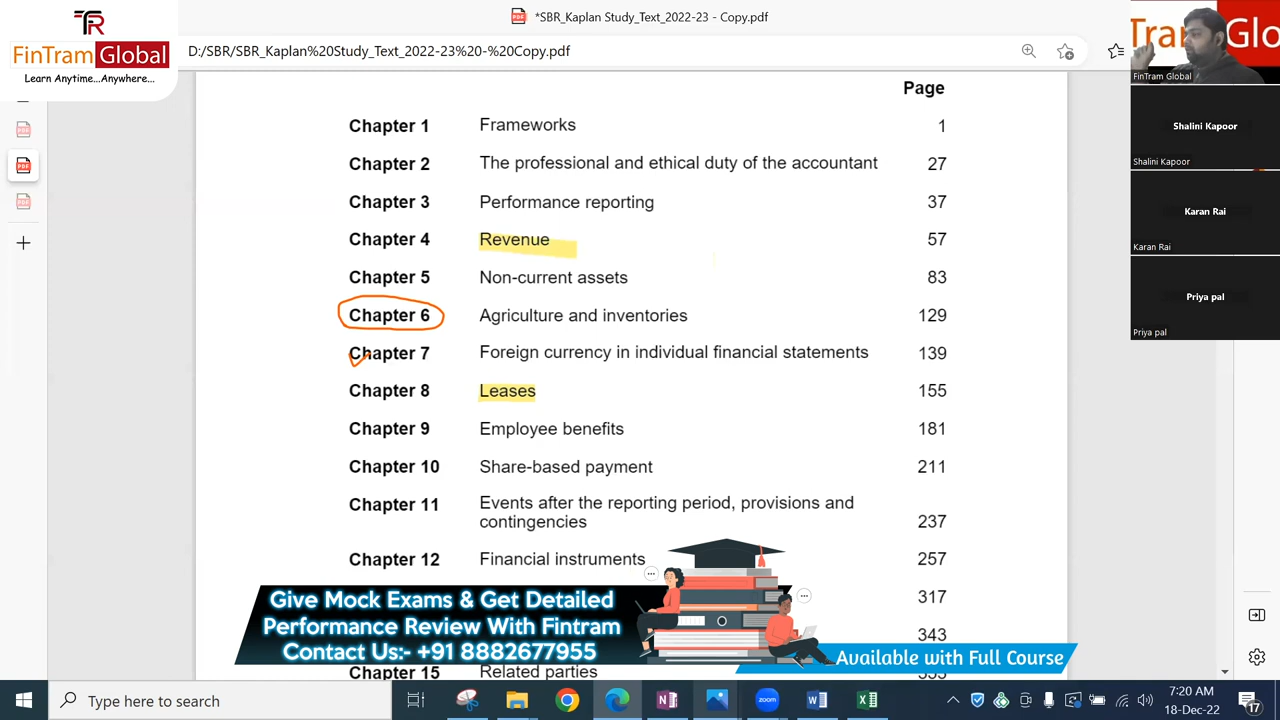 *SBR_Kaplan Study_Text_2022-23 - Copy.pdf
TR
FinTram Global
Learn Anytime...Anywhere...
D:/SBR/SBR_Kaplan%20Study_Text_2022-23%20-%20Copy.pdf
Page
Chapter 1 Frameworks 1
Chapter 2 The professional and ethical duty of the accountant 27
Chapter 3 Performance reporting 37
Chapter 4 Revenue 57
Chapter 5 Non-current assets 83
Chapter 6 Agriculture and inventories 129
Chapter 7 Foreign currency in individual financial statements 139
Chapter 8 Leases 155
Chapter 9 Employee benefits 181
Chapter 10 Share-based payment 211
Chapter 11 Events after the reporting period, provisions and
contingencies 237
Chapter 12 Financial instruments 257
317
343
Chapter 15 Related parties
Give Mock Exams & Get Detailed
Performance Review With Fintram
Contact Us:- +91 8882677955
Available with Full Course
FinTram Global
Shalini Kapoor
Shalini Kapoor
Karan Rai
Karan Rai
Priya pal
Priya pal
Type here to search
zoom
7:20 AM
18-Dec-22
17